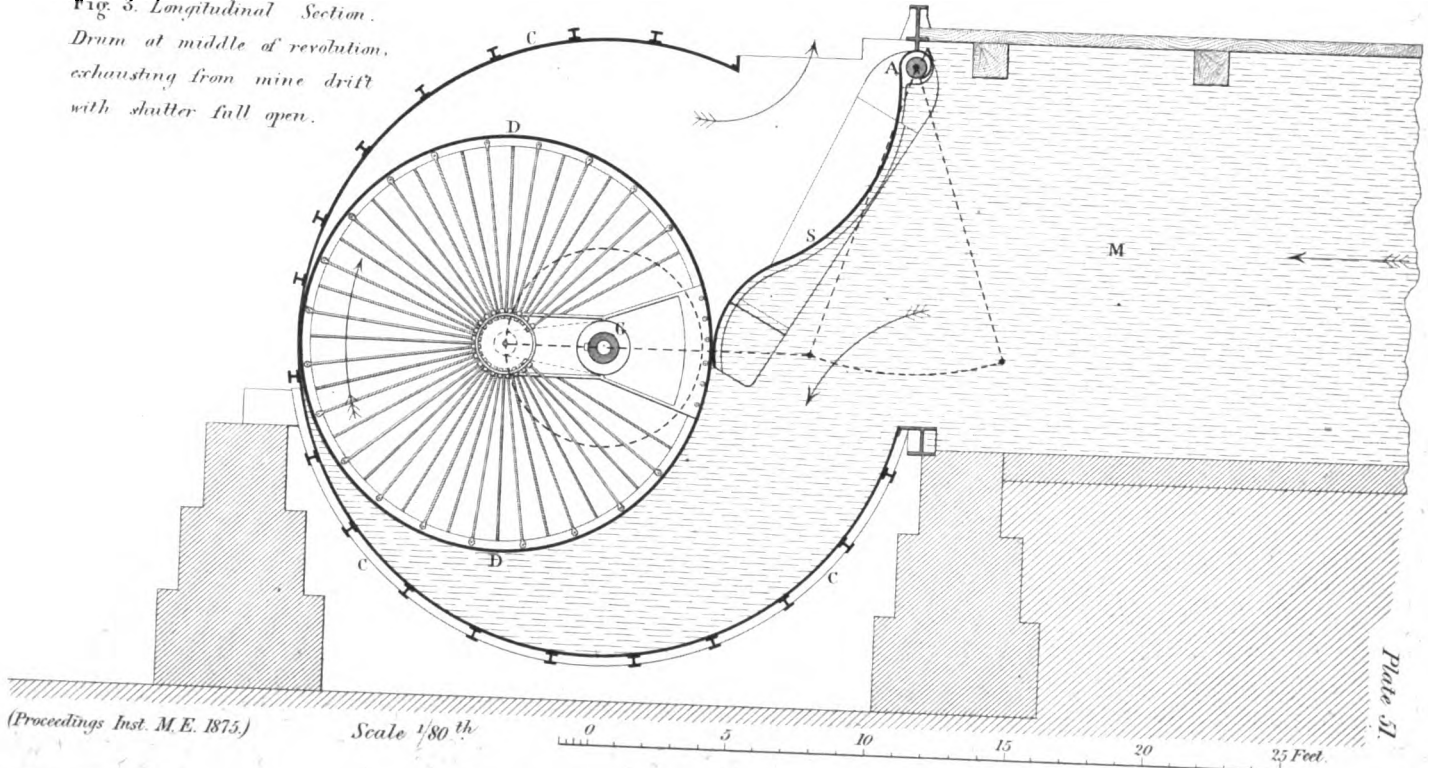 Fig. 3. Longitudinal Section.
Drum at middle of revolution,
exhausting from mine drift
with shutter full open.
C
D
A
S
M
G
D
C
C
Plate 51.
(Proceedings Inst. M. E. 1875.)
Scale 1/80 th
0 5 10 15 20 25 Feet.